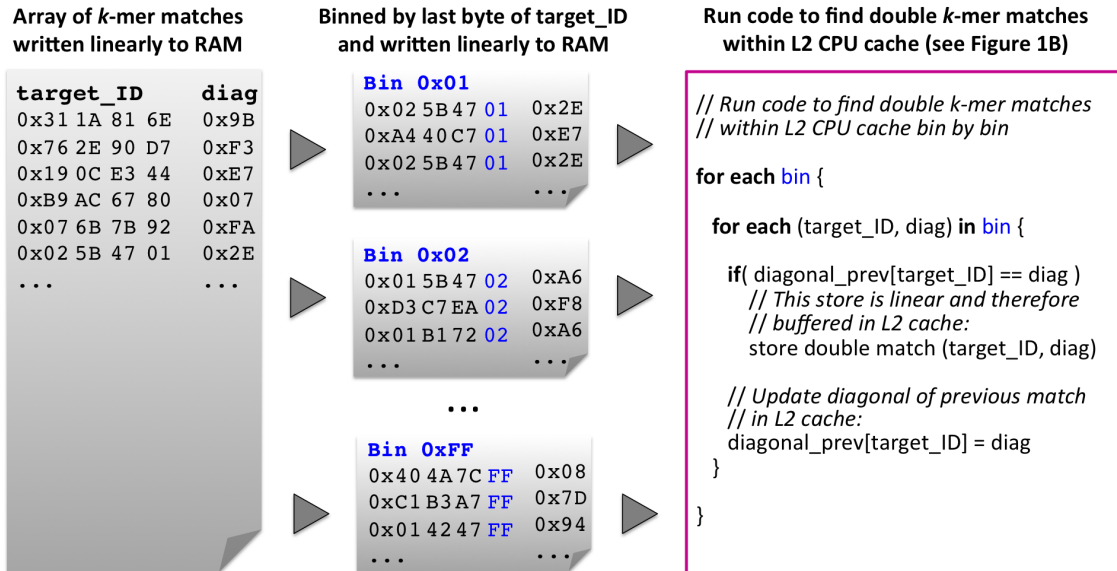 Array of k-mer matches
written linearly to RAM
target_ID diag
0x31 1A 81 6E 0x9B
0x76 2E 90 D7 0xF3
0x19 0C E3 44 0xE7
0xB9 AC 67 80 0x07
0x07 6B 7B 92 0xFA
0x02 5B 47 01 0x2E
... ...
Binned by last byte of target_ID
and written linearly to RAM
Bin 0x01
0x02 5B 47 01 0x2E
0xA4 40 C7 01 0xE7
0x02 5B 47 01 0x2E
... ...
Bin 0x02
0x01 5B 47 02 0xA6
0xD3 C7 EA 02 0xF8
0x01 B1 72 02 0xA6
... ...
...
Bin 0xFF
0x40 4A 7C FF 0x08
0xC1 B3 A7 FF 0x7D
0x01 42 47 FF 0x94
... ...
Run code to find double k-mer matches
within L2 CPU cache (see Figure 1B)
// Run code to find double k-mer matches
// within L2 CPU cache bin by bin
for each bin {
for each (target_ID, diag) in bin {
if( diagonal_prev[target_ID] == diag )
// This store is linear and therefore
// buffered in L2 cache:
store double match (target_ID, diag)
// Update diagonal of previous match
// in L2 cache:
diagonal_prev[target_ID] = diag
}
}